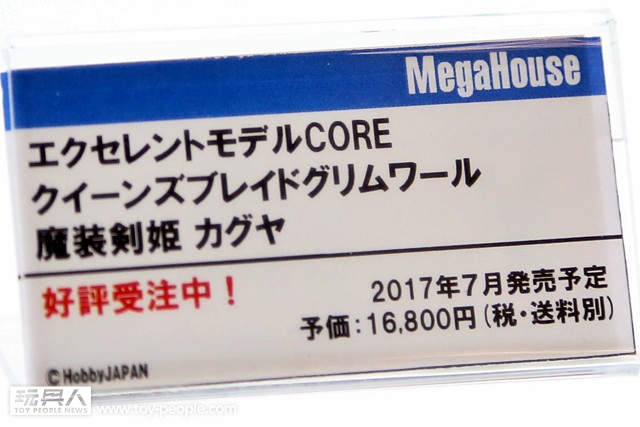 MegaHouse
エクセレントモデルCORE
クイーンズブレイドグリムワール
魔装剣姫 カグヤ
好評受注中！
2017年7月発売予定
予価：16,800円（税・送料別）
©HobbyJAPAN
玩具人
TOY PEOPLE NEWS
www.toy-people.com